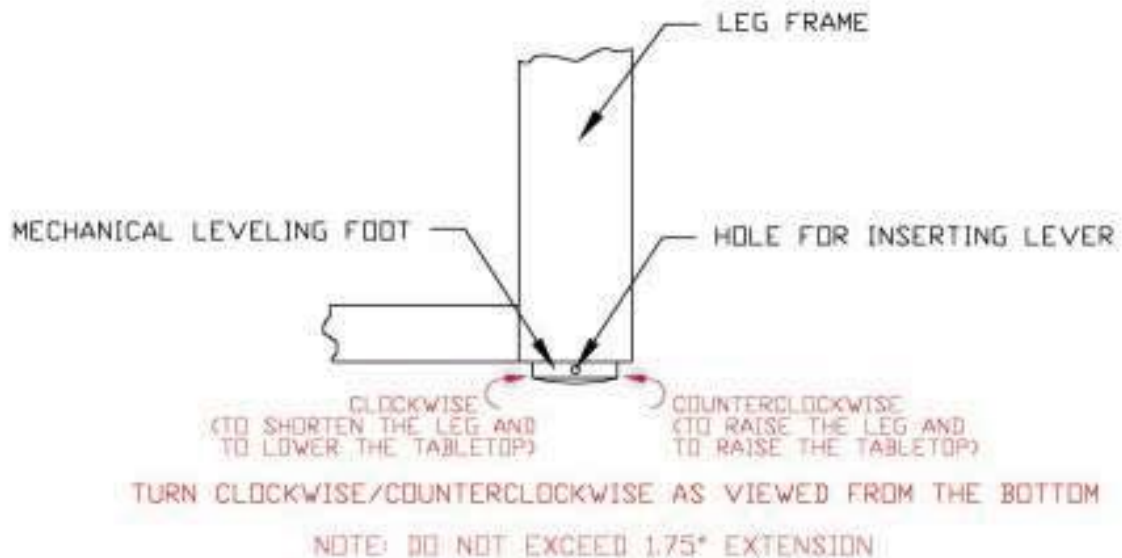 LEG FRAME
MECHANICAL LEVELING FOOT
HOLE FOR INSERTING LEVER
CLOCKWISE
(TO SHORTEN THE LEG AND
TO LOWER THE TABLETOP)
COUNTERCLOCKWISE
(TO RAISE THE LEG AND
TO RAISE THE TABLETOP)
TURN CLOCKWISE/COUNTERCLOCKWISE AS VIEWED FROM THE BOTTOM
NOTE: DO NOT EXCEED 1.75" EXTENSION